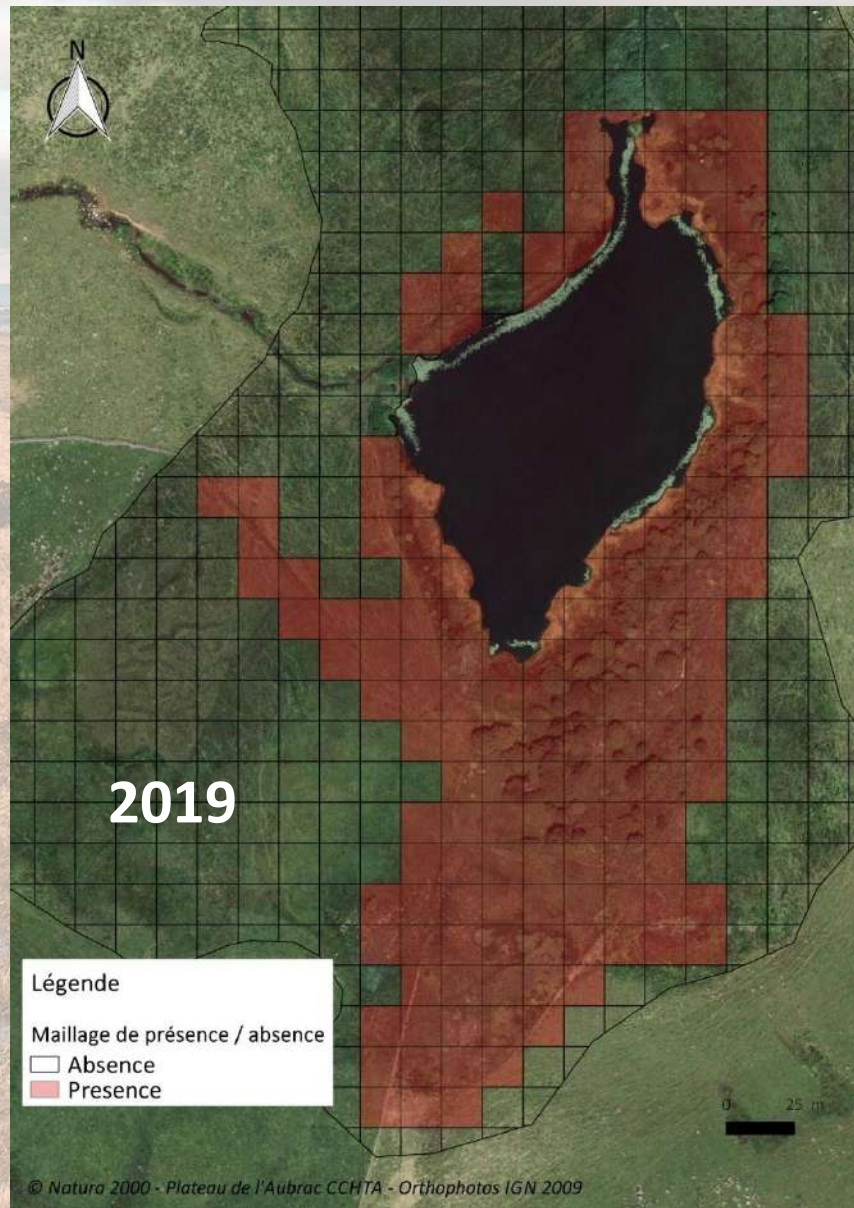 N
2019
Légende
Maillage de présence / absence
Absence
Presence
0 25 m
© Natura 2000 - Plateau de l'Aubrac CCHTA - Orthophotos IGN 2009